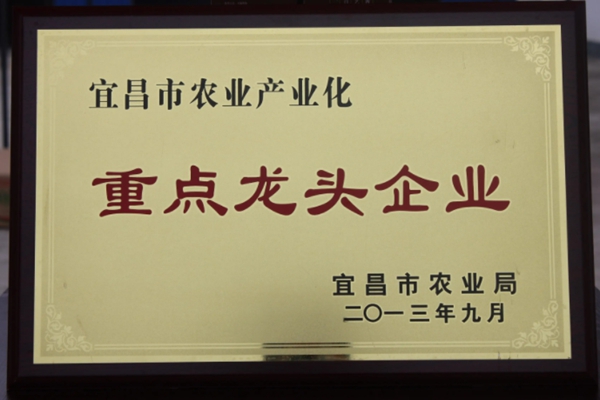 宜昌市农业产业化
重点龙头企业
宜昌市农业局
二〇一三年九月